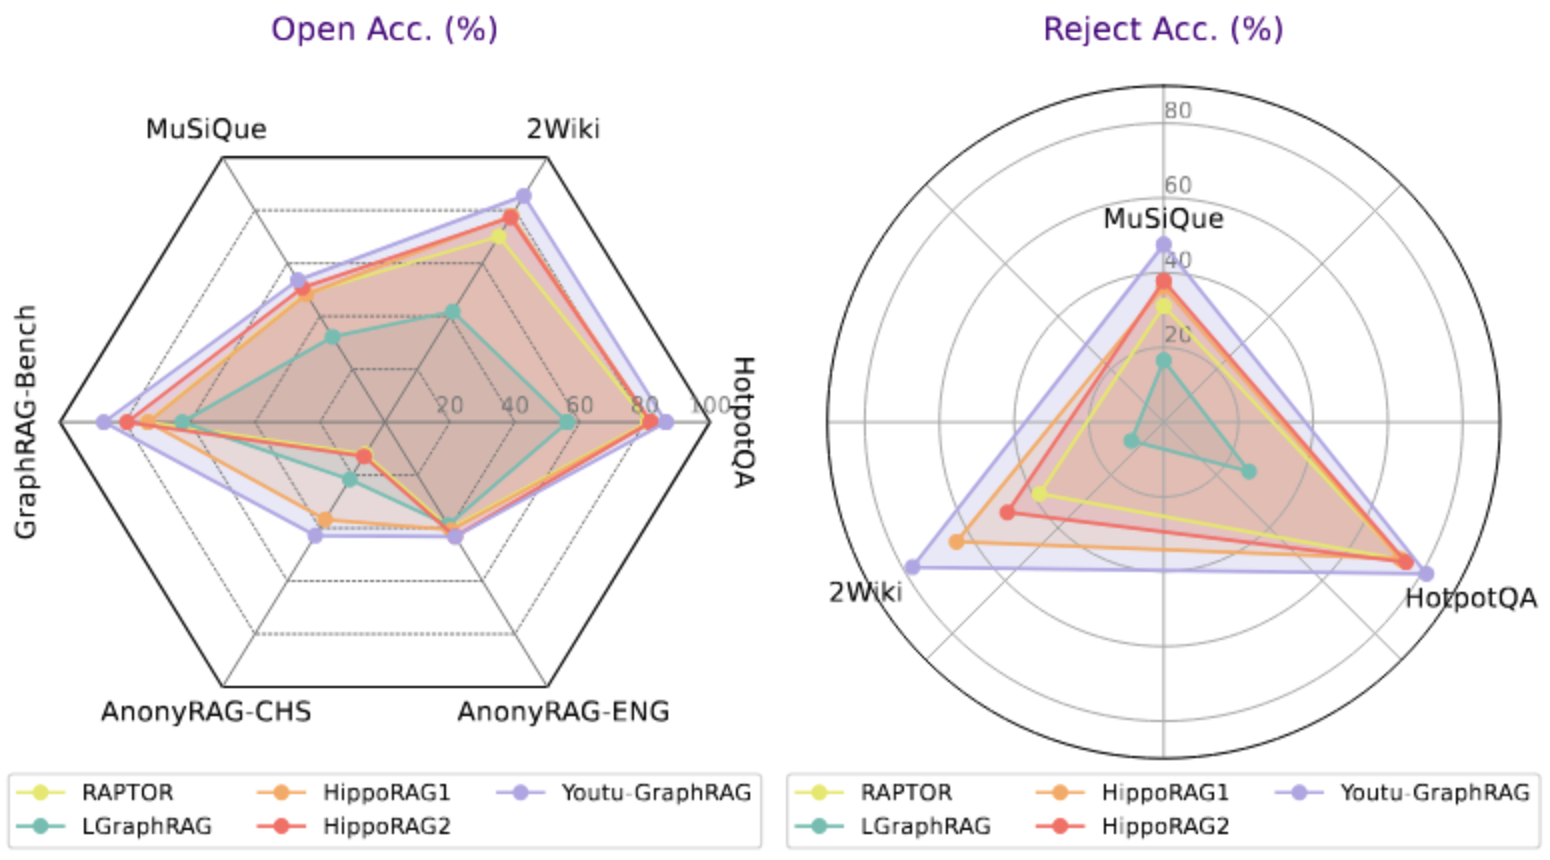 Open Acc. (%)
MuSiQue
2Wiki
GraphRAG-Bench
20 40 60 80 100
HotpotQA
AnonyRAG-CHS
AnonyRAG-ENG
RAPTOR
HippoRAG1
Youtu-GraphRAG
LGraphRAG
HippoRAG2
Reject Acc. (%)
80
60
MuSiQue
40
20
2Wiki
HotpotQA
RAPTOR
HippoRAG1
Youtu-GraphRAG
LGraphRAG
HippoRAG2